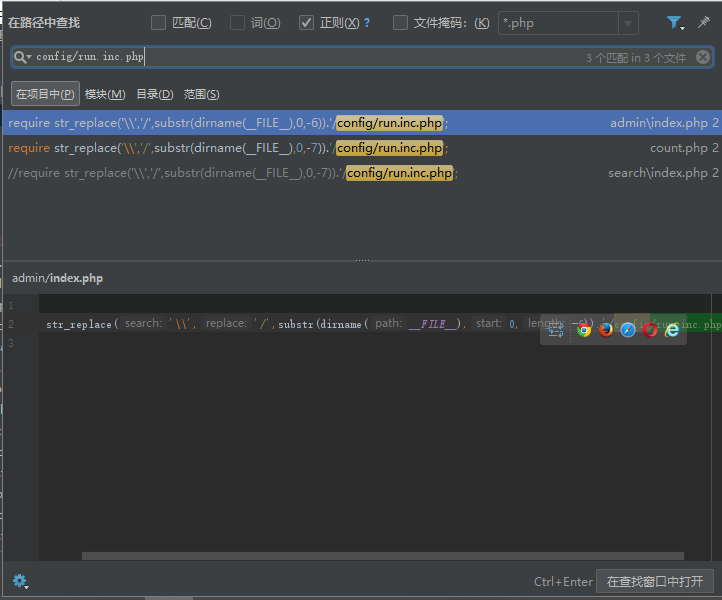 在路径中查找 匹配(C) 词(O) 正则(X) ? 文件掩码: (K) *.php
config/run.inc.php 3 个匹配 in 3 个文件
在项目中(P) 模块(M) 目录(D) 范围(S)
require str_replace('\\','/',substr(dirname(__FILE__),0,-6)).'/config/run.inc.php'; admin\index.php 2
require str_replace('\\','/',substr(dirname(__FILE__),0,-7)).'/config/run.inc.php'; count.php 2
//require str_replace('\\','/',substr(dirname(__FILE__),0,-7)).'/config/run.inc.php'; search\index.php 2
admin/index.php
1
2 str_replace( search: '\\', replace: '/',substr(dirname( path: __FILE__), start: 0, length: -6)).'/config/run.inc.php
3
Ctrl+Enter 在查找窗口中打开